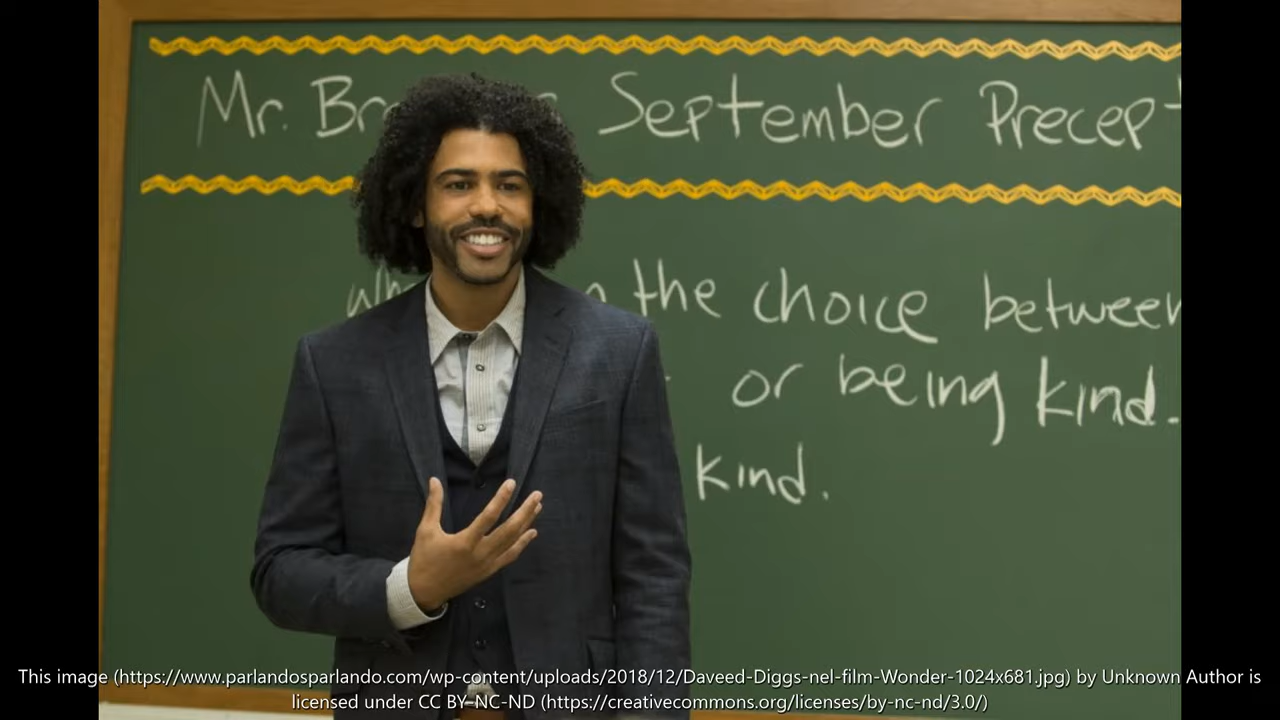 Mr. Br September Precep
the choice between
or being kind.
kind.
This image (https://www.parlandosparlando.com/wp-content/uploads/2018/12/Daveed-Diggs-nel-film-Wonder-1024x681.jpg) by Unknown Author is
licensed under CC BY-NC-ND (https://creativecommons.org/licenses/by-nc-nd/3.0/)